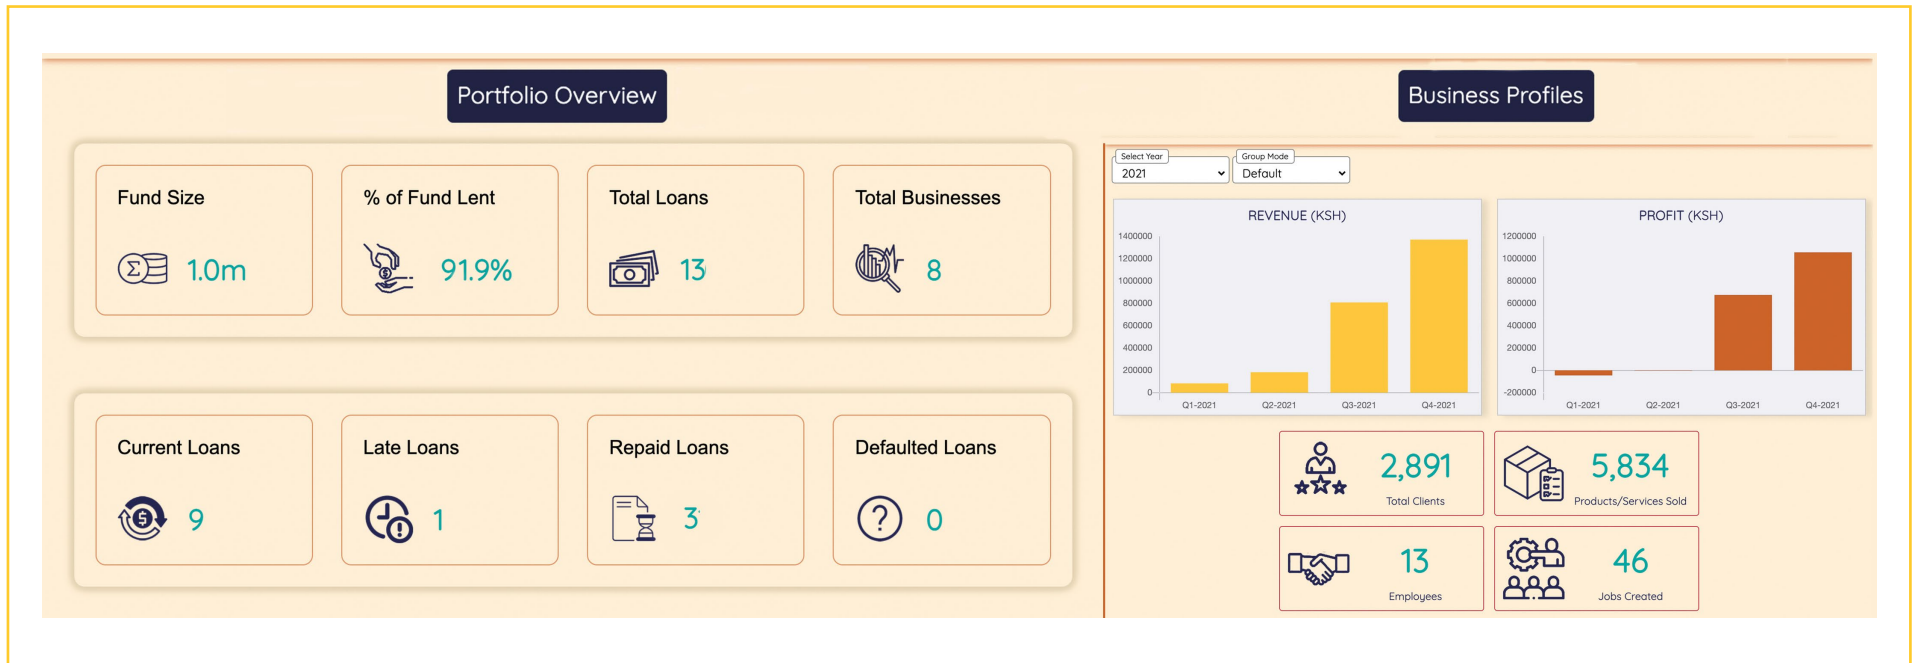 Portfolio Overview
Fund Size
1.0m
% of Fund Lent
91.9%
Total Loans
13
Total Businesses
8
Current Loans
9
Late Loans
1
Repaid Loans
3
Defaulted Loans
0
Business Profiles
Select Year
2021
Group Mode
Default
REVENUE (KSH)
1400000
1200000
1000000
800000
600000
400000
200000
0
Q1-2021 Q2-2021 Q3-2021 Q4-2021
PROFIT (KSH)
1200000
1000000
800000
600000
400000
200000
0
-200000
Q1-2021 Q2-2021 Q3-2021 Q4-2021
2,891
Total Clients
5,834
Products/Services Sold
13
Employees
46
Jobs Created